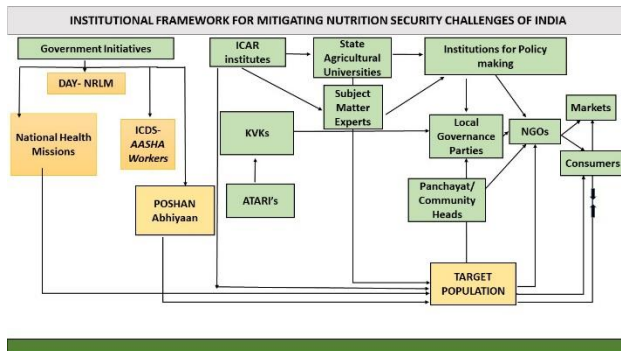 INSTITUTIONAL FRAMEWORK FOR MITIGATING NUTRITION SECURITY CHALLENGES OF INDIA
Government Initiatives
ICAR
institutes
State
Agricultural
Universities
Institutions for Policy
making
DAY- NRLM
Subject
Matter
Experts
Markets
National Health
Missions
ICDS-
AASHA
Workers
KVKs
Local
Governance
Parties
NGOs
Consumers
POSHAN
Abhiyaan
ATARI's
Panchayat/
Community
Heads
TARGET
POPULATION